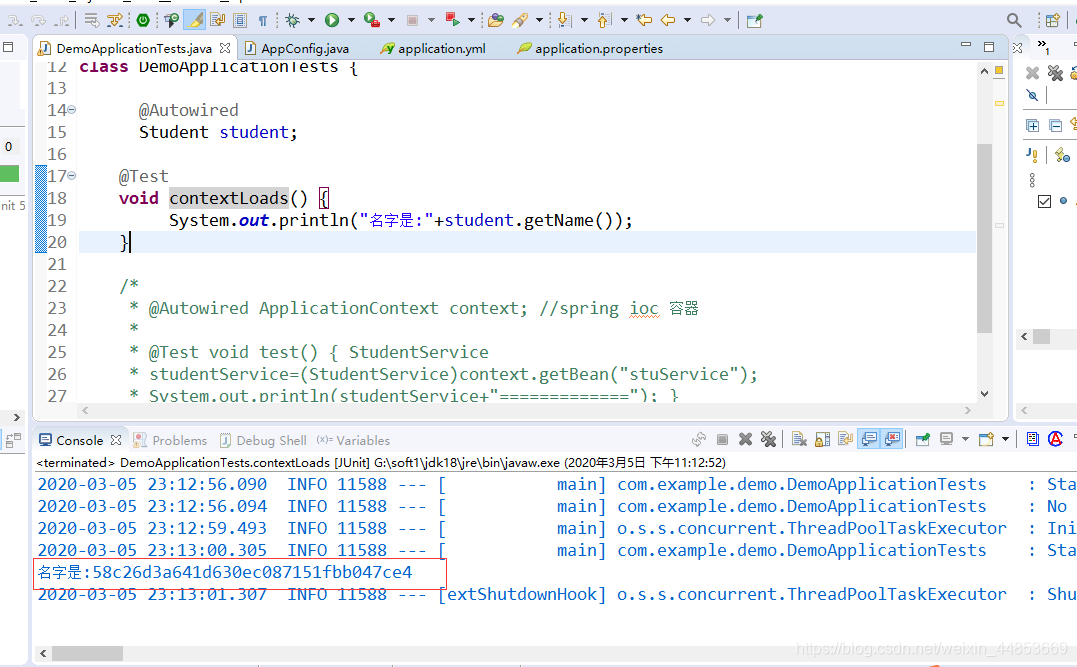 DemoApplicationTests.java AppConfig.java application.yml application.properties
1
12 class DemoApplicationTests {
13
14 @Autowired
15 Student student;
16
17 @Test
18 void contextLoads() {
19 System.out.println("名字是:"+student.getName());
20 }
21
22 /*
23 * @Autowired ApplicationContext context; //spring ioc 容器
24 *
25 * @Test void test() { StudentService
26 * studentService=(StudentService)context.getBean("stuService");
27 * System.out.println(studentService+"============="); }
0
nit 5
Console Problems Debug Shell (x)= Variables
<terminated> DemoApplicationTests.contextLoads [JUnit] G:\soft1\jdk18\jre\bin\javaw.exe (2020年3月5日 下午11:12:52)
2020-03-05 23:12:56.090 INFO 11588 --- [ main] com.example.demo.DemoApplicationTests : Sta
2020-03-05 23:12:56.094 INFO 11588 --- [ main] com.example.demo.DemoApplicationTests : No
2020-03-05 23:12:59.493 INFO 11588 --- [ main] o.s.s.concurrent.ThreadPoolTaskExecutor : Ini
2020-03-05 23:13:00.305 INFO 11588 --- [ main] com.example.demo.DemoApplicationTests : Sta
名字是:58c26d3a641d630ec087151fbb047ce4
2020-03-05 23:13:01.307 INFO 11588 --- [extShutdownHook] o.s.s.concurrent.ThreadPoolTaskExecutor : Shu
https://blog.csdn.net/weixin_44853669